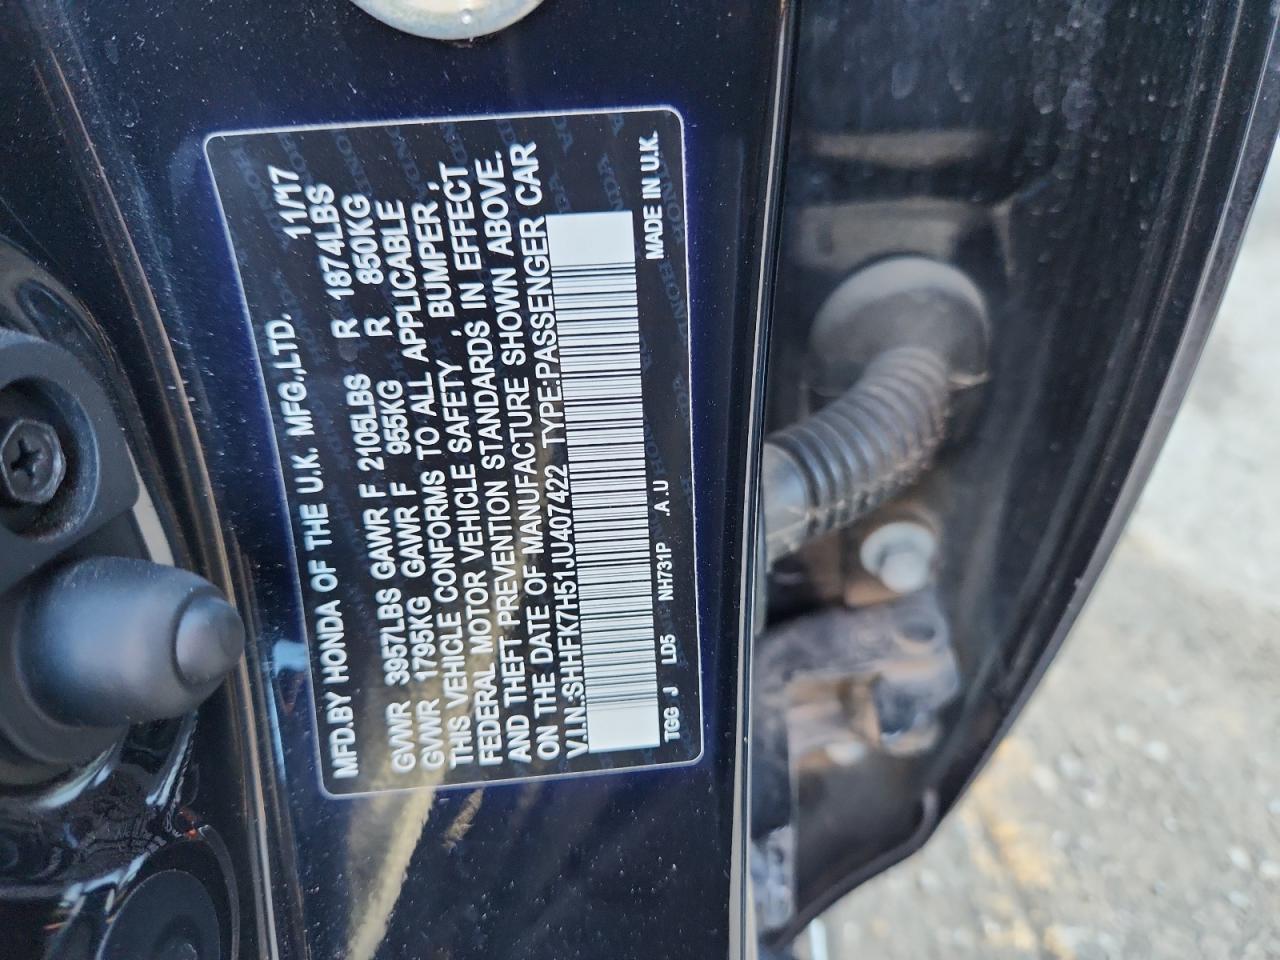 MFD.BY HONDA OF THE U.K. MFG.,LTD. 11/17
GVWR 3957LBS GAWR F 2105LBS R 1874LBS
GVWR 1795KG GAWR F 955KG R 850KG
THIS VEHICLE CONFORMS TO ALL APPLICABLE
FEDERAL MOTOR VEHICLE SAFETY , BUMPER ,
AND THEFT PREVENTION STANDARDS IN EFFECT
ON THE DATE OF MANUFACTURE SHOWN ABOVE.
V.I.N.:SHHFK7H51JU407422 TYPE:PASSENGER CAR
TGG J LD5 NH731P .A.U MADE IN U.K.